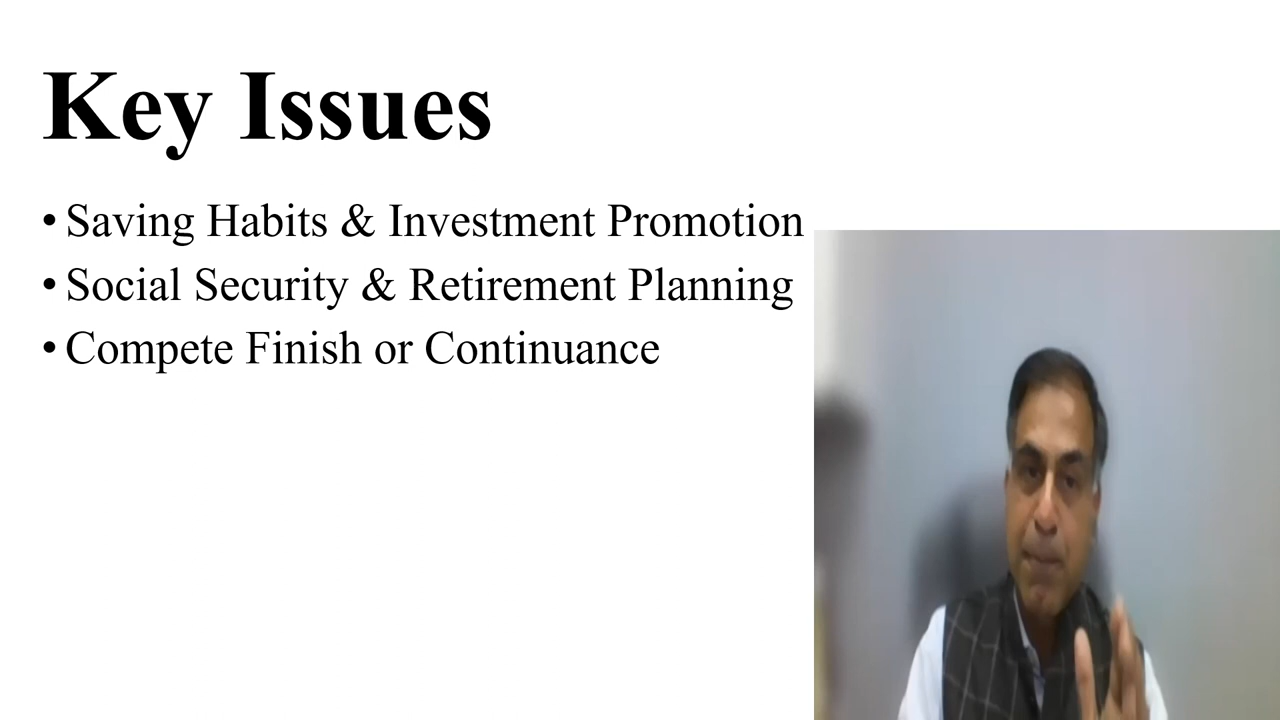 Key Issues
• Saving Habits & Investment Promotion
• Social Security & Retirement Planning
• Compete Finish or Continuance